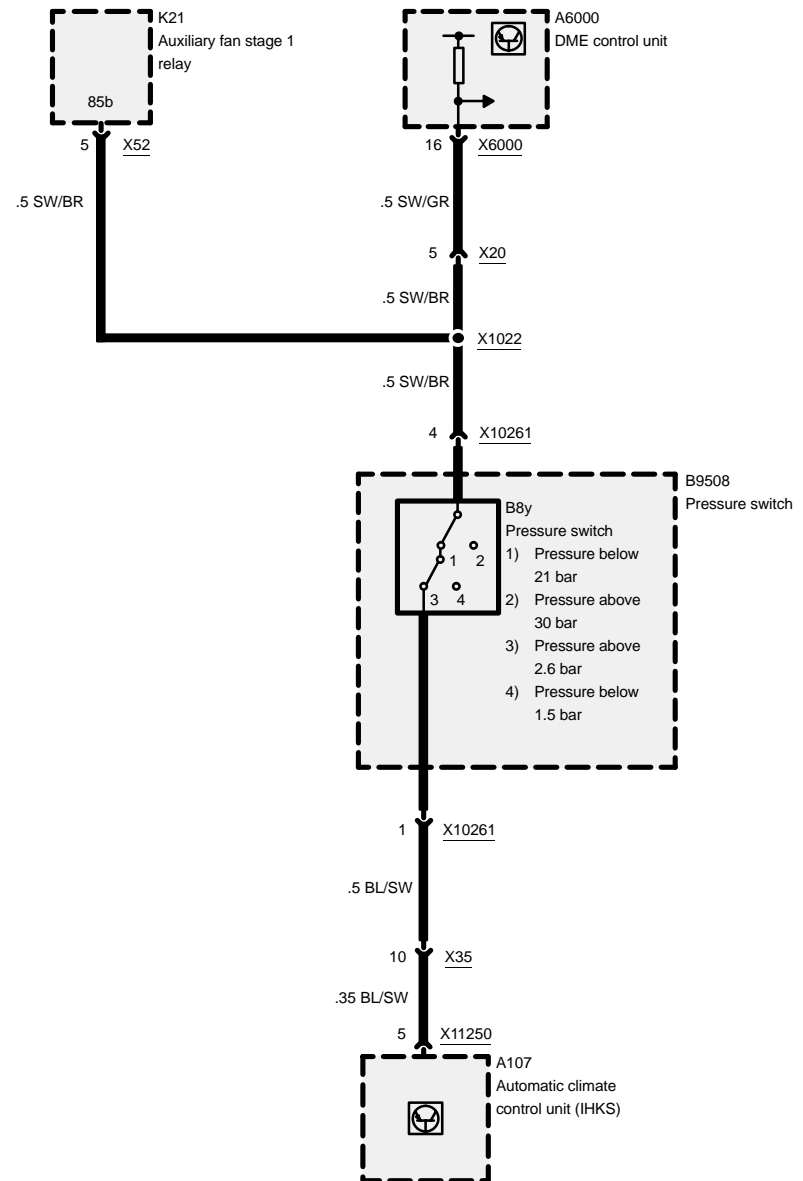 K21
Auxiliary fan stage 1
relay
85b
A6000
DME control unit
5 X52
16 X6000
.5 SW/BR
.5 SW/GR
5 X20
.5 SW/BR
X1022
.5 SW/BR
4 X10261
B9508
Pressure switch
B8y
Pressure switch
1) Pressure below
21 bar
2) Pressure above
30 bar
3) Pressure above
2.6 bar
4) Pressure below
1.5 bar
1 2
3 4
1 X10261
.5 BL/SW
10 X35
.35 BL/SW
5 X11250
A107
Automatic climate
control unit (IHKS)